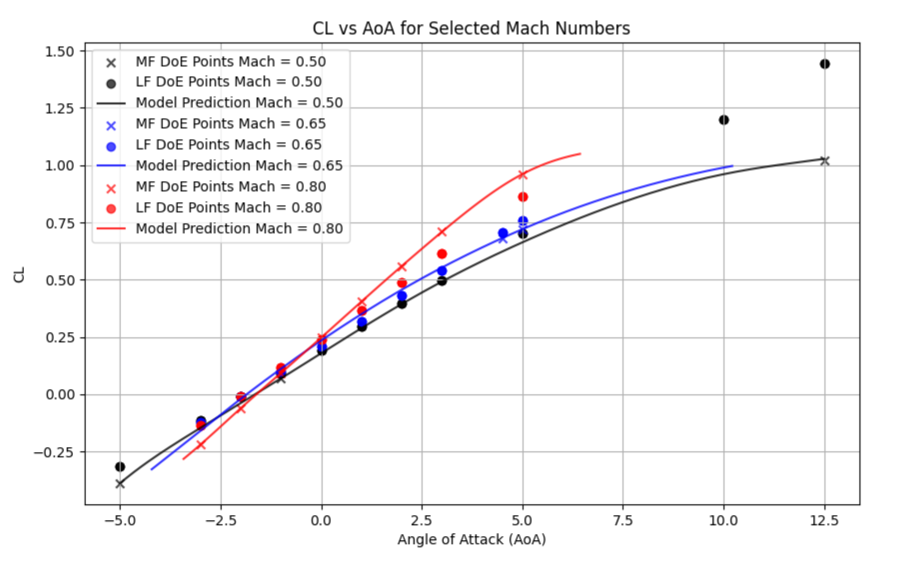 CL vs AoA for Selected Mach Numbers
MF DoE Points Mach = 0.50
LF DoE Points Mach = 0.50
Model Prediction Mach = 0.50
MF DoE Points Mach = 0.65
LF DoE Points Mach = 0.65
Model Prediction Mach = 0.65
MF DoE Points Mach = 0.80
LF DoE Points Mach = 0.80
Model Prediction Mach = 0.80
1.50
1.25
1.00
0.75
0.50
0.25
0.00
−0.25
CL
−5.0 −2.5 0.0 2.5 5.0 7.5 10.0 12.5
Angle of Attack (AoA)